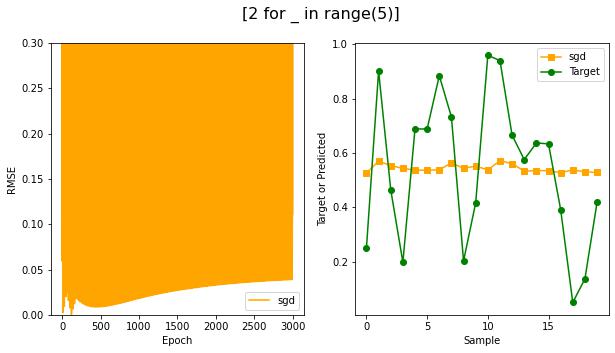 [2 for _ in range(5)]
0.30
0.25
0.20
0.15
0.10
0.05
0.00
RMSE
0 500 1000 1500 2000 2500 3000
Epoch
sgd
1.0
0.8
0.6
0.4
0.2
Target or Predicted
0 5 10 15
Sample
sgd
Target